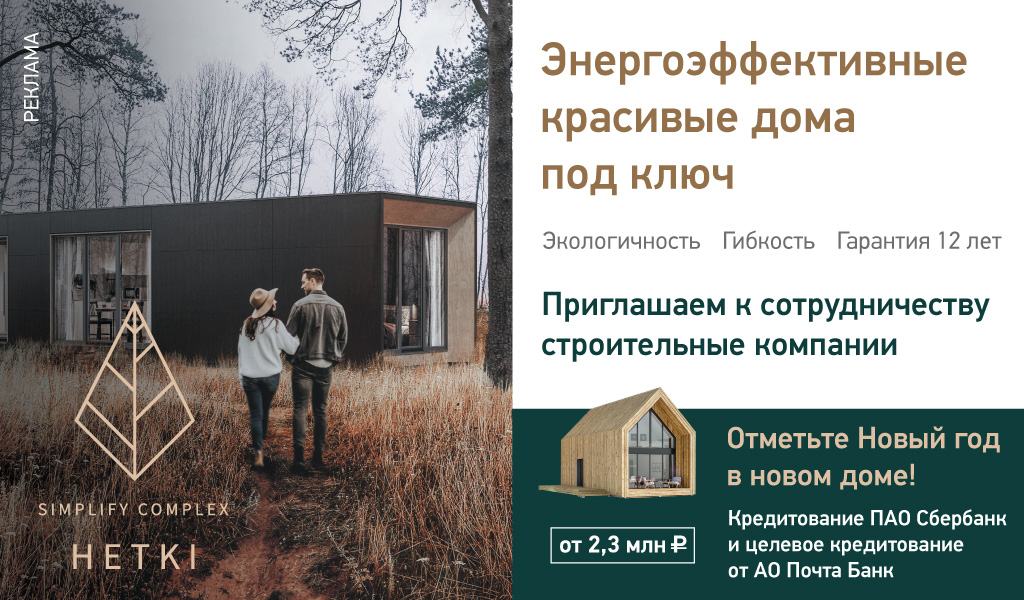 РЕКЛАМА
SIMPLIFY COMPLEX
HETKI
Энергоэффективные
красивые дома
под ключ
Экологичность Гибкость Гарантия 12 лет
Приглашаем к сотрудничеству
строительные компании
от 2,3 млн ₽
Отметьте Новый год
в новом доме!
Кредитование ПАО Сбербанк
и целевое кредитование
от АО Почта Банк